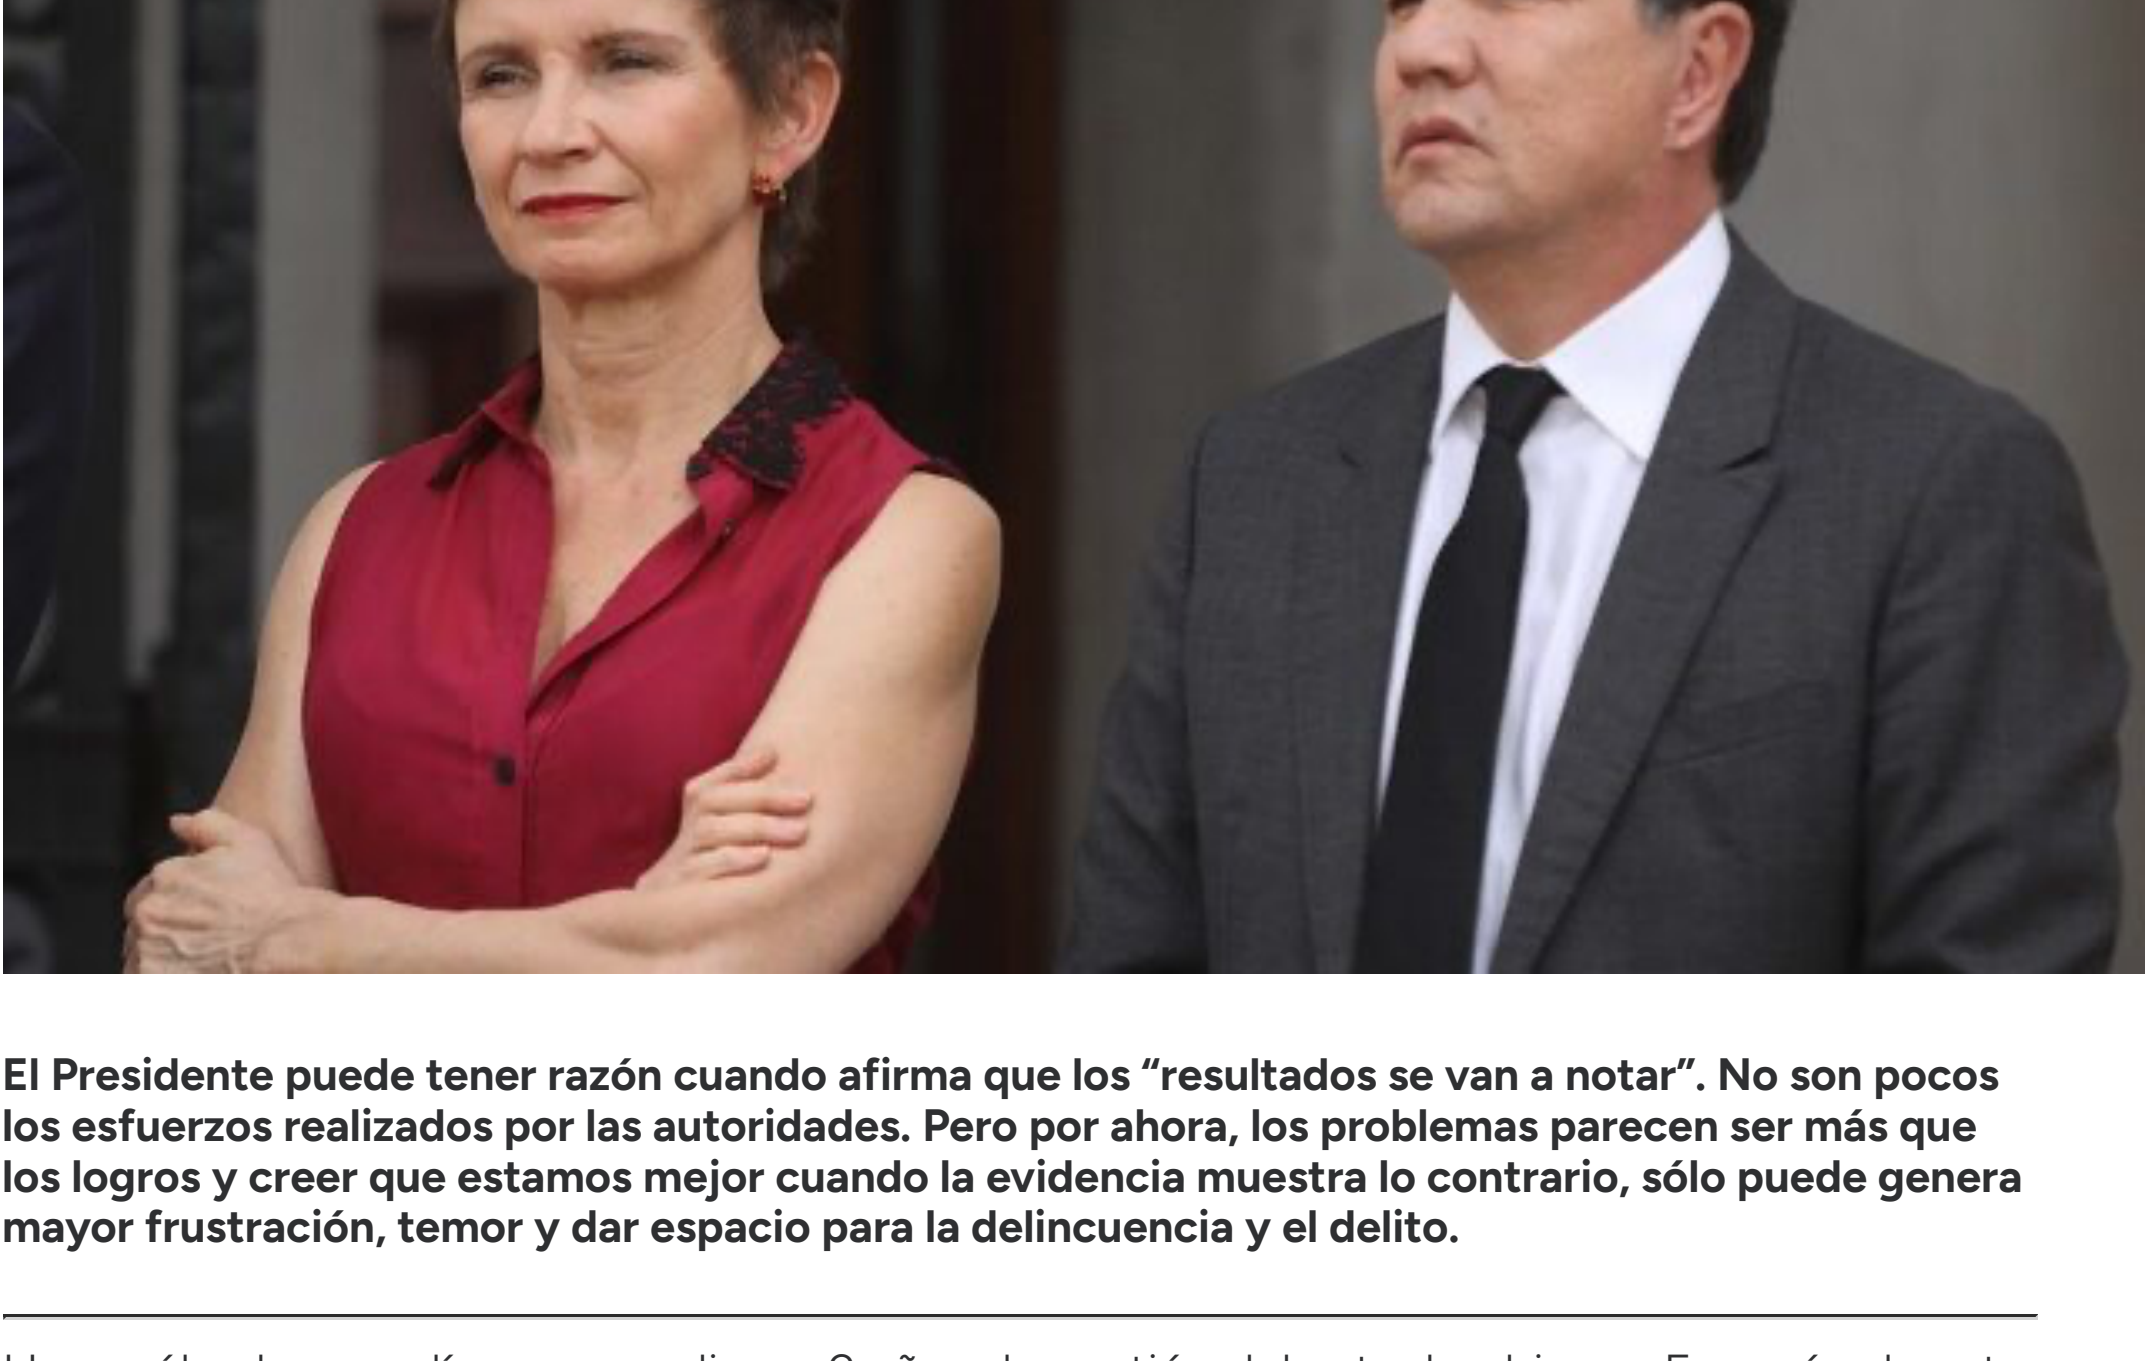 El Presidente puede tener razón cuando afirma que los “resultados se van a notar”. No son pocos
los esfuerzos realizados por las autoridades. Pero por ahora, los problemas parecen ser más que
los logros y creer que estamos mejor cuando la evidencia muestra lo contrario, sólo puede genera
mayor frustración, temor y dar espacio para la delincuencia y el delito.